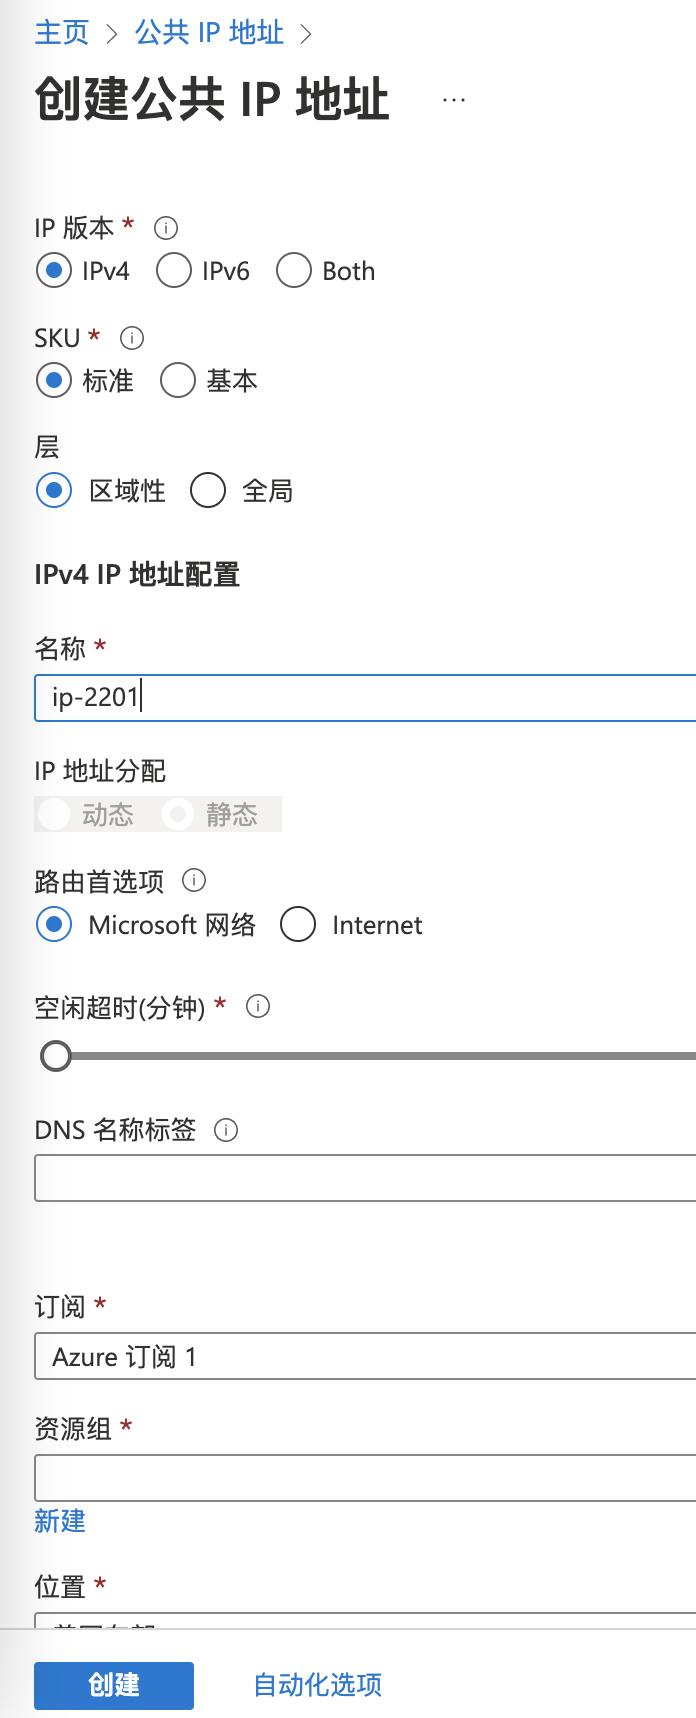 主页 > 公共 IP 地址 >
创建公共 IP 地址 ...
IP 版本 *
IPv4 IPv6 Both
SKU *
标准 基本
层
区域性 全局
IPv4 IP 地址配置
名称 *
ip-2201
IP 地址分配
动态 静态
路由首选项
Microsoft 网络 Internet
空闲超时(分钟) *
DNS 名称标签
订阅 *
Azure 订阅 1
资源组 *
新建
位置 *
创建 自动化选项